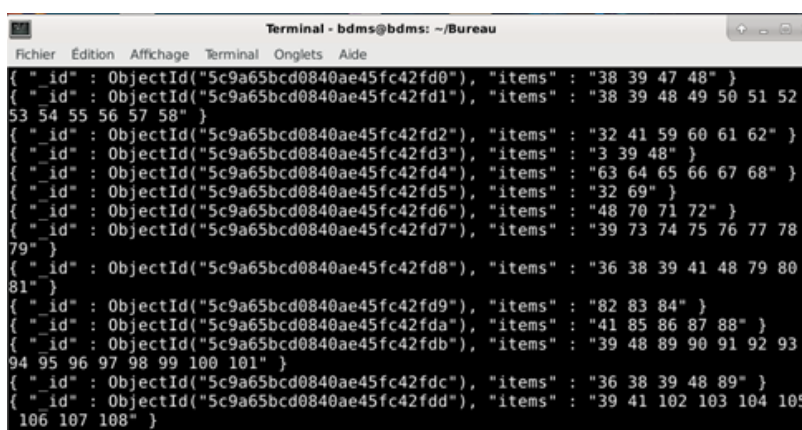 Terminal - bdms@bdms: ~/Bureau
Fichier Édition Affichage Terminal Onglets Aide
{ "_id" : ObjectId("5c9a65bcd0840ae45fc42fd0"), "items" : "38 39 47 48" }
{ "_id" : ObjectId("5c9a65bcd0840ae45fc42fd1"), "items" : "38 39 48 49 50 51 52
53 54 55 56 57 58" }
{ "_id" : ObjectId("5c9a65bcd0840ae45fc42fd2"), "items" : "32 41 59 60 61 62" }
{ "_id" : ObjectId("5c9a65bcd0840ae45fc42fd3"), "items" : "3 39 48" }
{ "_id" : ObjectId("5c9a65bcd0840ae45fc42fd4"), "items" : "63 64 65 66 67 68" }
{ "_id" : ObjectId("5c9a65bcd0840ae45fc42fd5"), "items" : "32 69" }
{ "_id" : ObjectId("5c9a65bcd0840ae45fc42fd6"), "items" : "48 70 71 72" }
{ "_id" : ObjectId("5c9a65bcd0840ae45fc42fd7"), "items" : "39 73 74 75 76 77 78
79" }
{ "_id" : ObjectId("5c9a65bcd0840ae45fc42fd8"), "items" : "36 38 39 41 48 79 80
81" }
{ "_id" : ObjectId("5c9a65bcd0840ae45fc42fd9"), "items" : "82 83 84" }
{ "_id" : ObjectId("5c9a65bcd0840ae45fc42fda"), "items" : "41 85 86 87 88" }
{ "_id" : ObjectId("5c9a65bcd0840ae45fc42fdb"), "items" : "39 48 89 90 91 92 93
94 95 96 97 98 99 100 101" }
{ "_id" : ObjectId("5c9a65bcd0840ae45fc42fdc"), "items" : "36 38 39 48 89" }
{ "_id" : ObjectId("5c9a65bcd0840ae45fc42fdd"), "items" : "39 41 102 103 104 105
106 107 108" }